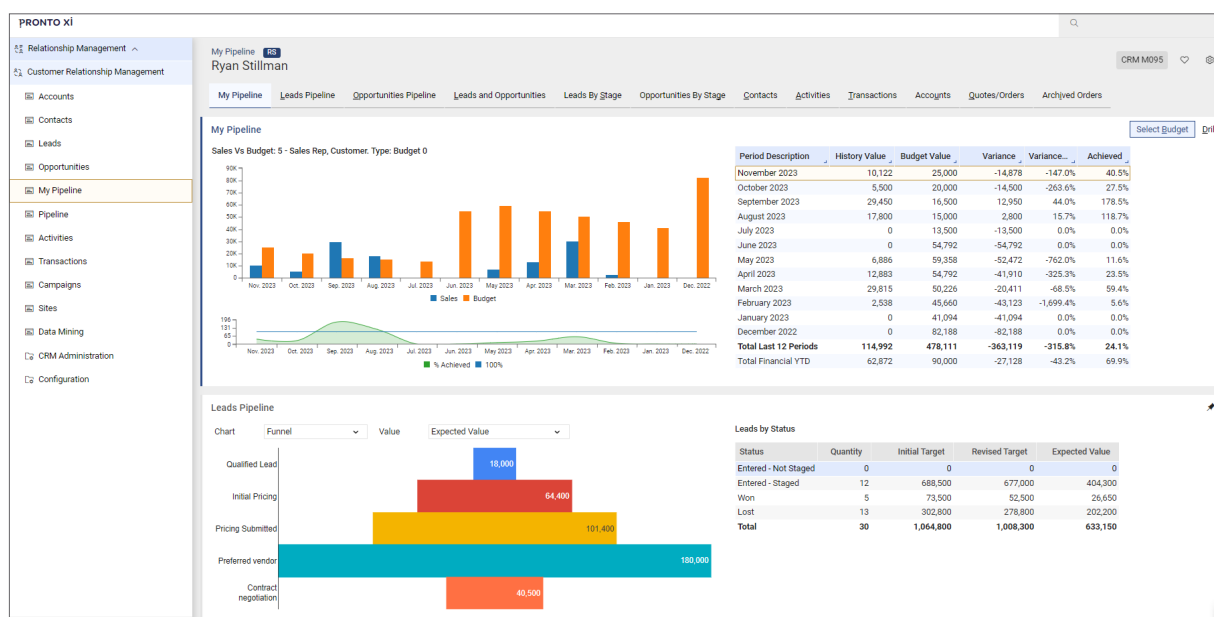 PRONTO XI
Relationship Management
Customer Relationship Management
Accounts
Contacts
Leads
Opportunities
My Pipeline
Pipeline
Activities
Transactions
Campaigns
Sites
Data Mining
CRM Administration
Configuration
My Pipeline RS
Ryan Stillman
CRM M095
My Pipeline Leads Pipeline Opportunities Pipeline Leads and Opportunities Leads By Stage Opportunities By Stage Contacts Activities Transactions Accounts Quotes/Orders Archived Orders
My Pipeline
Select Budget Dril
Sales Vs Budget: 5 - Sales Rep, Customer. Type: Budget 0
90K
80K
70K
60K
50K
40K
30K
20K
10K
0
Nov. 2023 Oct. 2023 Sep. 2023 Aug. 2023 Jul. 2023 Jun. 2023 May 2023 Apr. 2023 Mar. 2023 Feb. 2023 Jan. 2023 Dec. 2022
Sales Budget
196
131
65
0
Nov. 2023 Oct. 2023 Sep. 2023 Aug. 2023 Jul. 2023 Jun. 2023 May 2023 Apr. 2023 Mar. 2023 Feb. 2023 Jan. 2023 Dec. 2022
% Achieved 100%
Period Description History Value Budget Value Variance Variance... Achieved
November 2023 10,122 25,000 -14,878 -147.0% 40.5%
October 2023 5,500 20,000 -14,500 -263.6% 27.5%
September 2023 29,450 16,500 12,950 44.0% 178.5%
August 2023 17,800 15,000 2,800 15.7% 118.7%
July 2023 0 13,500 -13,500 0.0% 0.0%
June 2023 0 54,792 -54,792 0.0% 0.0%
May 2023 6,886 59,358 -52,472 -762.0% 11.6%
April 2023 12,883 54,792 -41,910 -325.3% 23.5%
March 2023 29,815 50,226 -20,411 -68.5% 59.4%
February 2023 2,538 45,660 -43,123 -1,699.4% 5.6%
January 2023 0 41,094 -41,094 0.0% 0.0%
December 2022 0 82,188 -82,188 0.0% 0.0%
Total Last 12 Periods 114,992 478,111 -363,119 -315.8% 24.1%
Total Financial YTD 62,872 90,000 -27,128 -43.2% 69.9%
Leads Pipeline
Chart Funnel Value Expected Value
Qualified Lead 18,000
Initial Pricing 64,400
Pricing Submitted 101,400
Preferred vendor 180,000
Contract
negotiation 40,500
Leads by Status
Status Quantity Initial Target Revised Target Expected Value
Entered - Not Staged 0 0 0 0
Entered - Staged 12 688,500 677,000 404,300
Won 5 73,500 52,500 26,650
Lost 13 302,800 278,800 202,200
Total 30 1,064,800 1,008,300 633,150